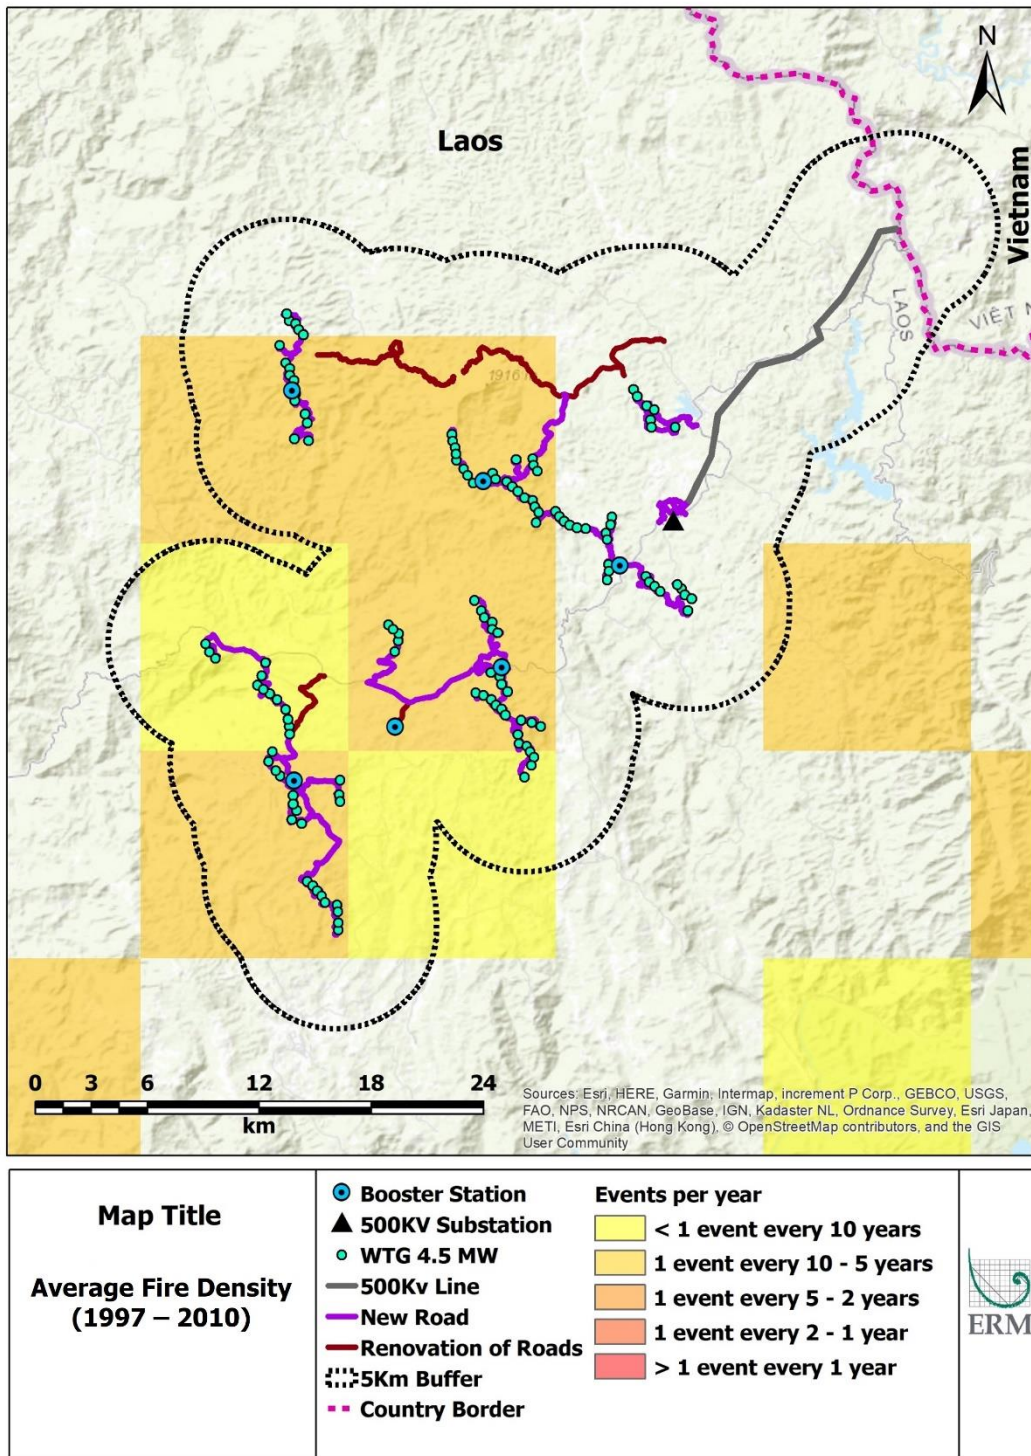 N
Laos
Vietnam
LAOS
VIỆT N
1916
0 3 6 12 18 24
km
Sources: Esri, HERE, Garmin, Intermap, increment P Corp., GEBCO, USGS,
FAO, NPS, NRCAN, GeoBase, IGN, Kadaster NL, Ordnance Survey, Esri Japan,
METI, Esri China (Hong Kong), © OpenStreetMap contributors, and the GIS
User Community
Map Title
Average Fire Density
(1997 – 2010)
Booster Station
500KV Substation
WTG 4.5 MW
500Kv Line
New Road
Renovation of Roads
5Km Buffer
Country Border
Events per year
< 1 event every 10 years
1 event every 10 - 5 years
1 event every 5 - 2 years
1 event every 2 - 1 year
> 1 event every 1 year
ERM